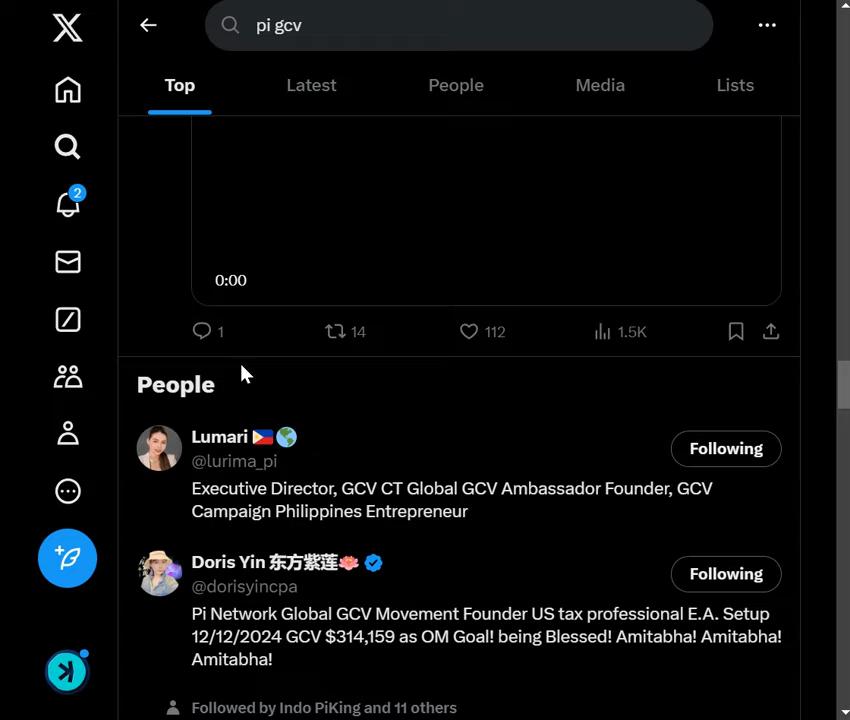 pi gcv
Top Latest People Media Lists
2
0:00
1 14 112 1.5K
People
Lumari 🇵🇭🌎
@lurima_pi
Following
Executive Director, GCV CT Global GCV Ambassador Founder, GCV
Campaign Philippines Entrepreneur
Doris Yin 东方紫莲🪷
@dorisyincpa
Following
Pi Network Global GCV Movement Founder US tax professional E.A. Setup
12/12/2024 GCV $314,159 as OM Goal! being Blessed! Amitabha! Amitabha!
Amitabha!
Followed by Indo PiKing and 11 others